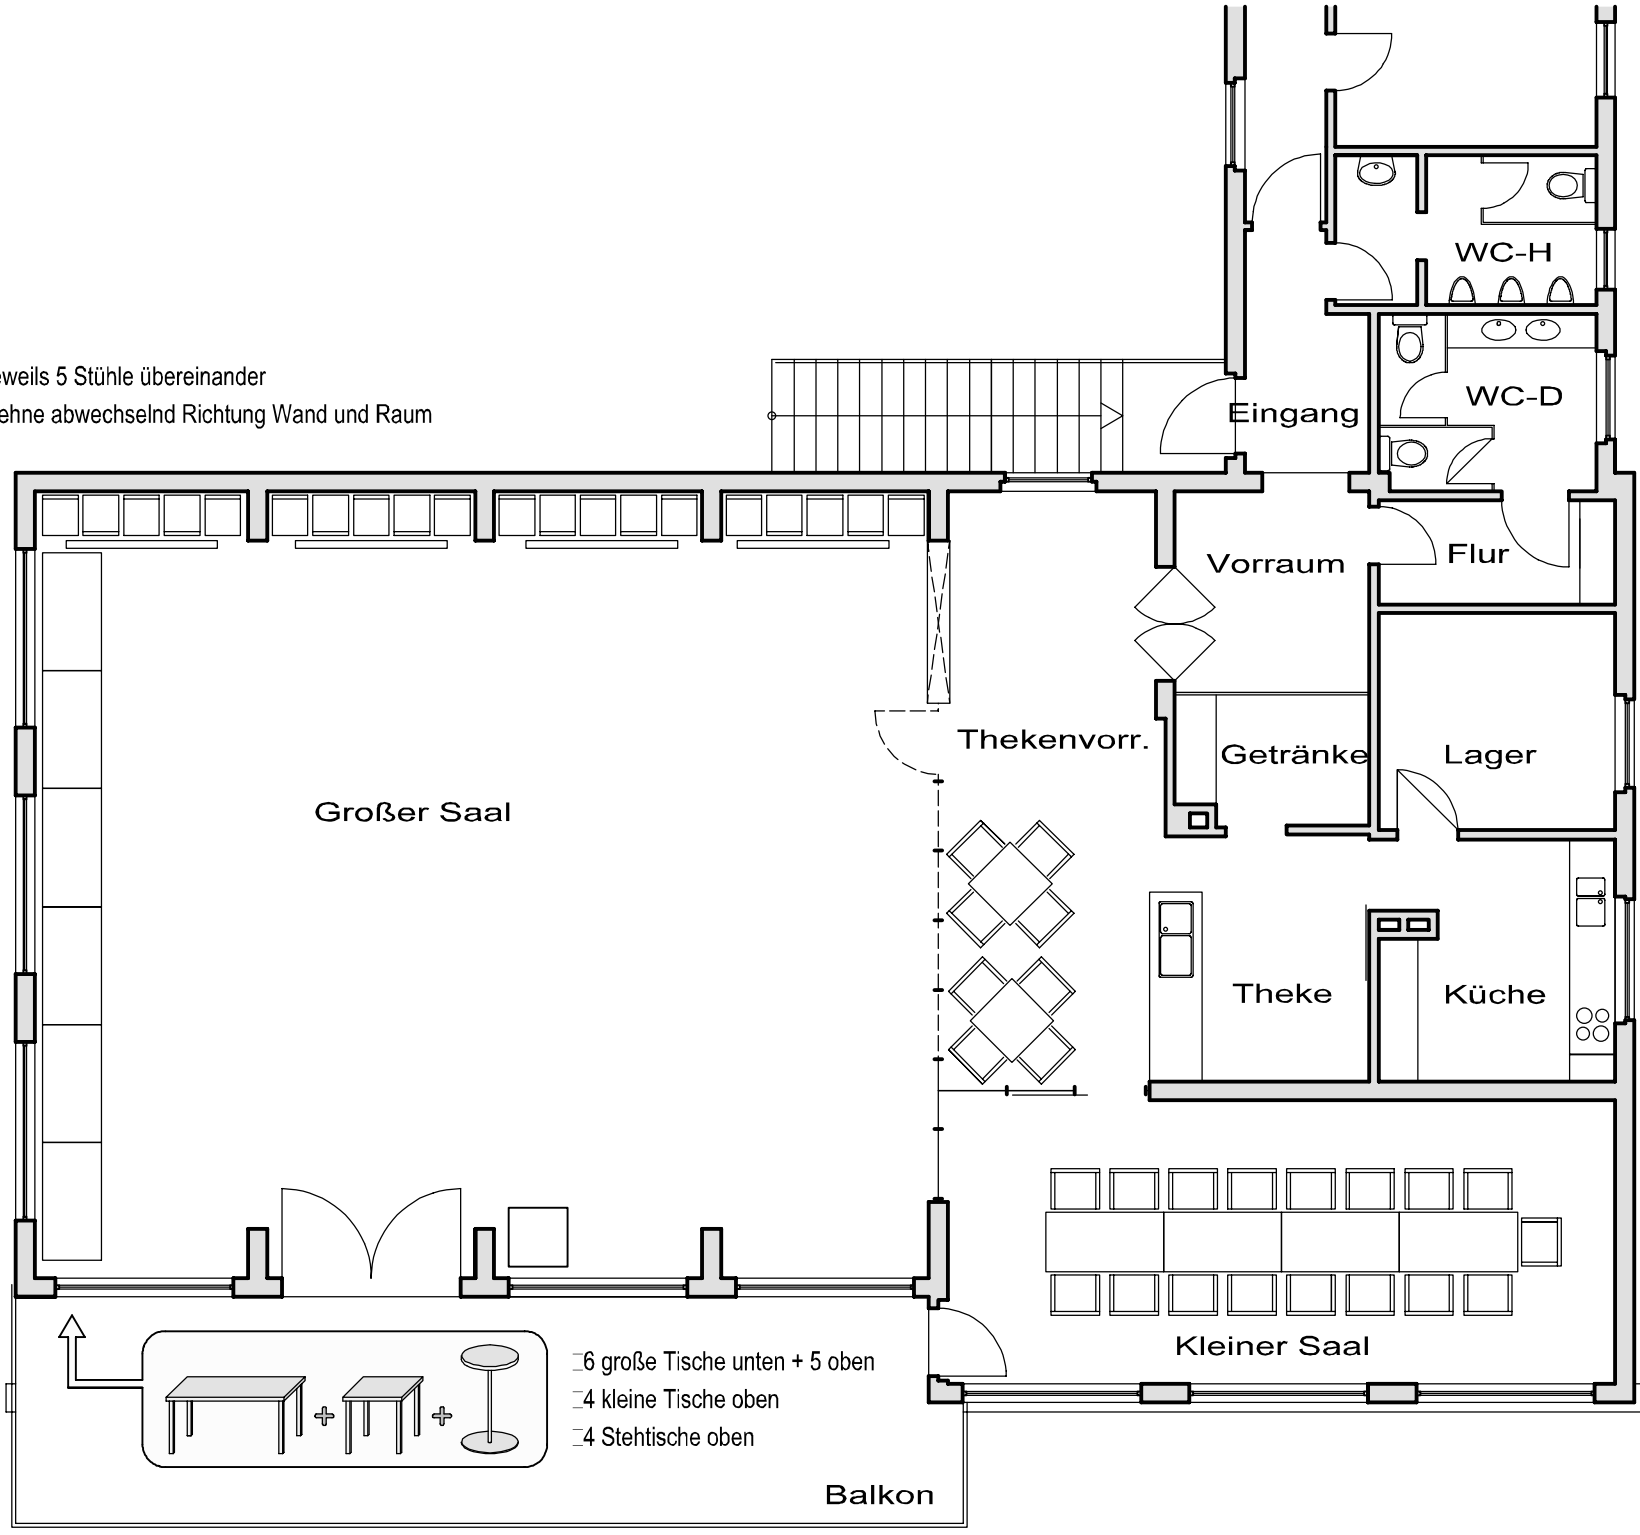 WC-H
eweils 5 Stühle übereinander
WC-D
ehne abwechselnd Richtung Wand und Raum
Eingang
Vorraum
Flur
Thekenvorr.
Getränke
Lager
Großer Saal
Theke
Küche
Kleiner Saal
6 große Tische unten + 5 oben
4 kleine Tische oben
4 Stehtische oben
Balkon